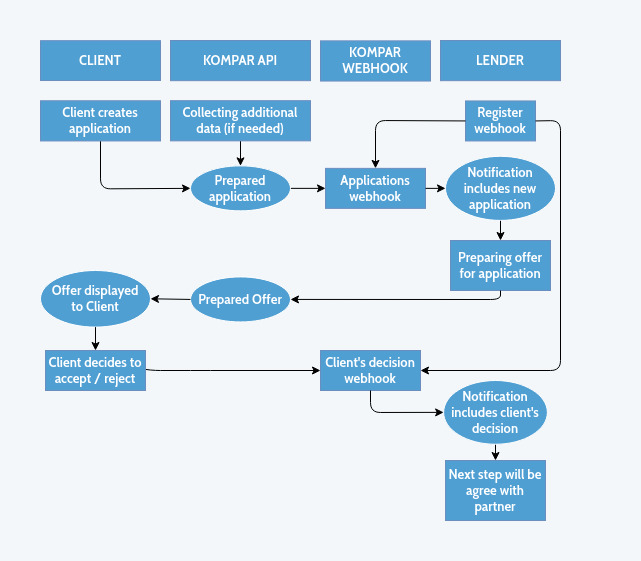 CLIENT
KOMPAR API
KOMPAR
WEBHOOK
LENDER
Client creates
application
Collecting additional
data (if needed)
Register
webhook
Prepared
application
Applications
webhook
Notification
includes new
application
Preparing offer
for application
Offer displayed
to Client
Prepared Offer
Client decides to
accept / reject
Client's decision
webhook
Notification
includes client's
decision
Next step will be
agree with
partner